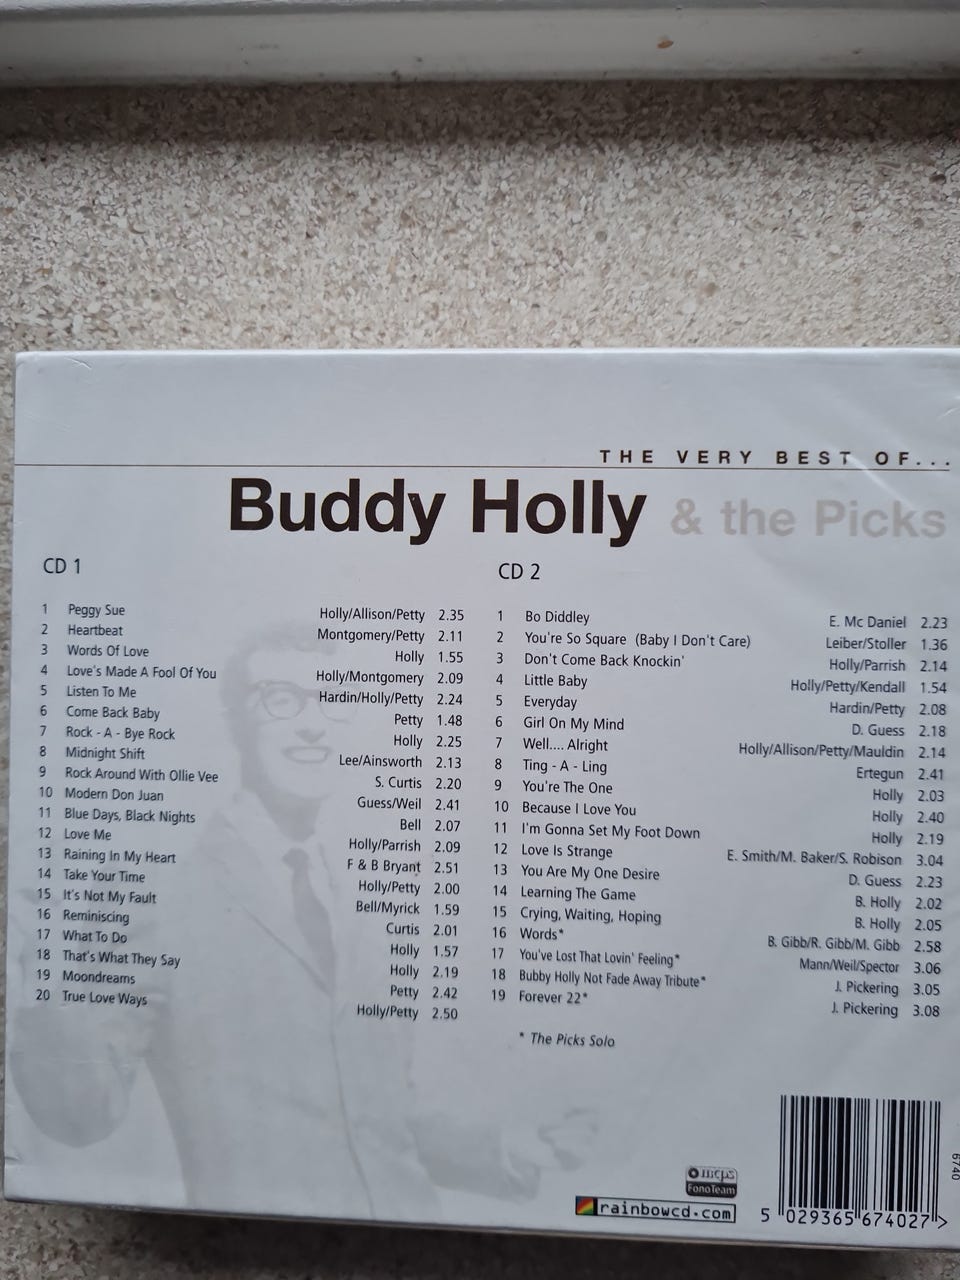 THE VERY BEST OF...
Buddy Holly & the Picks
CD 1
1 Peggy Sue Holly/Allison/Petty 2.35
2 Heartbeat Montgomery/Petty 2.11
3 Words Of Love Holly 1.55
4 Love's Made A Fool Of You Holly/Montgomery 2.09
5 Listen To Me Hardin/Holly/Petty 2.24
6 Come Back Baby Petty 1.48
7 Rock - A - Bye Rock Holly 2.25
8 Midnight Shift Lee/Ainsworth 2.13
9 Rock Around With Ollie Vee S. Curtis 2.20
10 Modern Don Juan Guess/Weil 2.41
11 Blue Days, Black Nights Bell 2.07
12 Love Me Holly/Parrish 2.09
13 Raining In My Heart F & B Bryant 2.51
14 Take Your Time Holly/Petty 2.00
15 It's Not My Fault Bell/Myrick 1.59
16 Reminiscing Curtis 2.01
17 What To Do Holly 1.57
18 That's What They Say Holly 2.19
19 Moondreams Petty 2.42
20 True Love Ways Holly/Petty 2.50
CD 2
1 Bo Diddley E. Mc Daniel 2.23
2 You're So Square (Baby I Don't Care) Leiber/Stoller 1.36
3 Don't Come Back Knockin' Holly/Parrish 2.14
4 Little Baby Holly/Petty/Kendall 1.54
5 Everyday Hardin/Petty 2.08
6 Girl On My Mind D. Guess 2.18
7 Well.... Alright Holly/Allison/Petty/Mauldin 2.14
8 Ting - A - Ling Ertegun 2.41
9 You're The One Holly 2.03
10 Because I Love You Holly 2.40
11 I'm Gonna Set My Foot Down Holly 2.19
12 Love Is Strange E. Smith/M. Baker/S. Robison 3.04
13 You Are My One Desire D. Guess 2.23
14 Learning The Game B. Holly 2.02
15 Crying, Waiting, Hoping B. Holly 2.05
16 Words* B. Gibb/R. Gibb/M. Gibb 2.58
17 You've Lost That Lovin' Feeling* Mann/Weil/Spector 3.06
18 Bubby Holly Not Fade Away Tribute* J. Pickering 3.05
19 Forever 22* J. Pickering 3.08
* The Picks Solo
mcps
FonoTeam
rainbowcd.com
5 029365 674027 >
6740